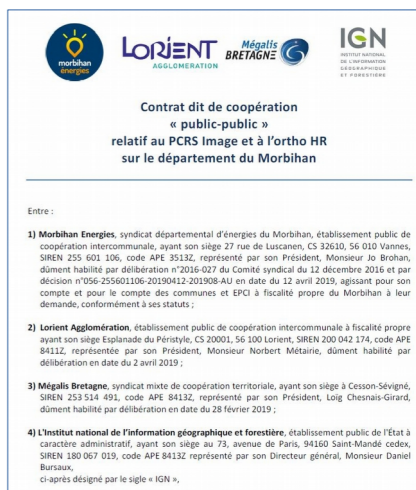 morbihan
énergies
LORIENT
AGGLOMERATION
Mégalis
BRETAGNE
IGN
INSTITUT NATIONAL
DE L'INFORMATION
GÉOGRAPHIQUE
ET FORESTIÈRE
Contrat dit de coopération
« public-public »
relatif au PCRS Image et à l'ortho HR
sur le département du Morbihan
Entre :
1) Morbihan Energies, syndicat départemental d'énergies du Morbihan, établissement public de
coopération intercommunale, ayant son siège 27 rue de Luscanen, CS 32610, 56 010 Vannes,
SIREN 255 601 106, code APE 3513Z, représenté par son Président, Monsieur Jo Brohan,
dûment habilité par délibération n°2016-027 du Comité syndical du 12 décembre 2016 et par
décision n°056-255601106-20190412-201908-AU en date du 12 avril 2019, agissant pour son
compte et pour le compte des communes et EPCI à fiscalité propre du Morbihan à leur
demande, conformément à ses statuts ;
2) Lorient Agglomération, établissement public de coopération intercommunale à fiscalité propre
ayant son siège Esplanade du Péristyle, CS 20001, 56 100 Lorient, SIREN 200 042 174, code APE
8411Z, représentée par son Président, Monsieur Norbert Métairie, dûment habilité par
délibération en date du 2 avril 2019 ;
3) Mégalis Bretagne, syndicat mixte de coopération territoriale, ayant son siège à Cesson-Sévigné,
SIREN 253 514 491, code APE 8413Z, représenté par son Président, Loïg Chesnais-Girard,
dûment habilité par délibération en date du 28 février 2019 ;
4) L'Institut national de l'information géographique et forestière, établissement public de l'État à
caractère administratif, ayant son siège au 73, avenue de Paris, 94160 Saint-Mandé cedex,
SIREN 180 067 019, code APE 8413Z représenté par son Directeur général, Monsieur Daniel
Bursaux,
ci-après désigné par le sigle « IGN »,